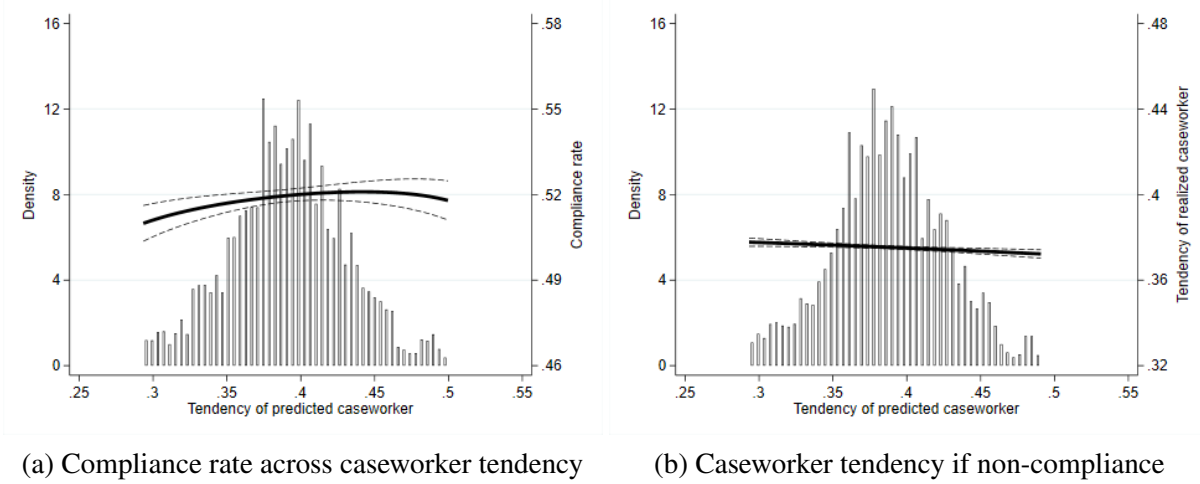 16
12
8
4
0
Density
.58
.55
.52
.49
.46
Compliance rate
.25 .3 .35 .4 .45 .5 .55
Tendency of predicted caseworker
16
12
8
4
0
Density
.48
.44
.4
.36
.32
Tendency of realized caseworker
.25 .3 .35 .4 .45 .5 .55
Tendency of predicted caseworker
(a) Compliance rate across caseworker tendency
(b) Caseworker tendency if non-compliance